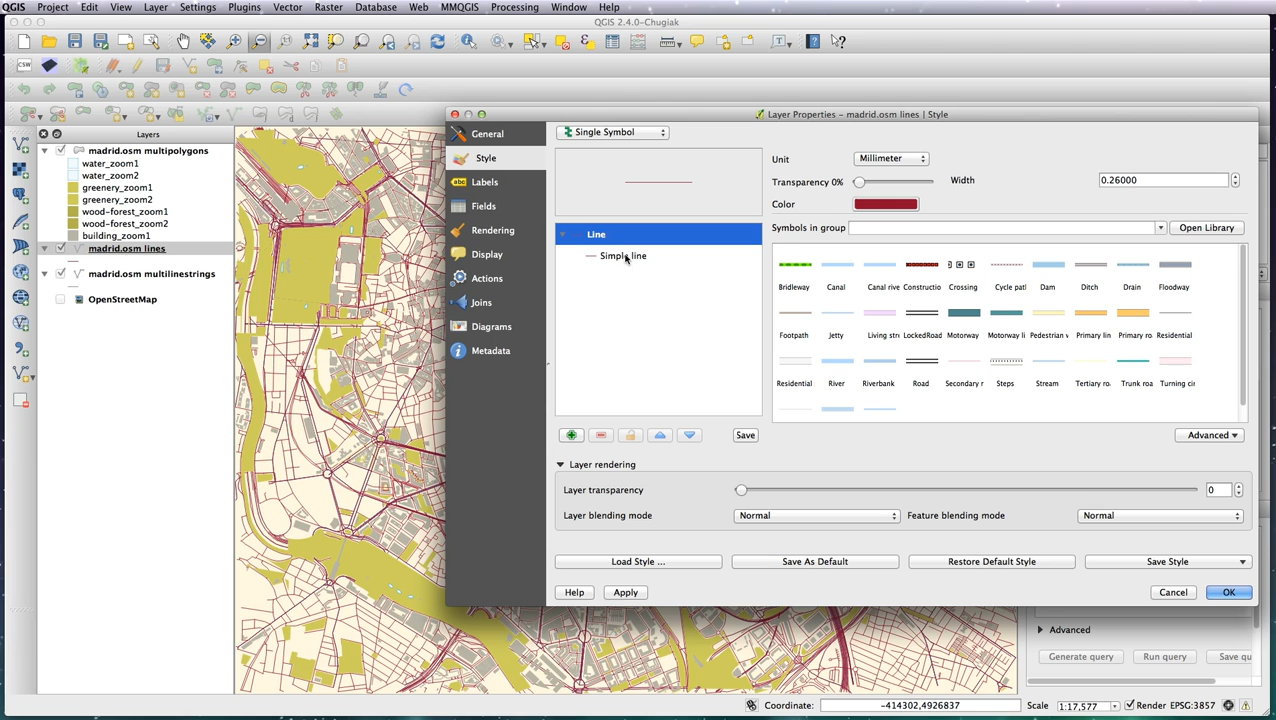 QGIS Project Edit View Layer Settings Plugins Vector Raster Database Web MMQGIS Processing Window Help
QGIS 2.4.0-Chugiak
CSW
Layers
madrid.osm multipolygons
water_zoom1
water_zoom2
greenery_zoom1
greenery_zoom2
wood-forest_zoom1
wood-forest_zoom2
building_zoom1
madrid.osm lines
madrid.osm multilinestrings
OpenStreetMap
Layer Properties - madrid.osm lines | Style
General
Style
Labels
Fields
Rendering
Display
Actions
Joins
Diagrams
Metadata
Single Symbol
Line
Simple line
Save
Unit Millimeter
Transparency 0% Width 0.26000
Color
Symbols in group Open Library
Bridleway Canal Canal rive Constructio Crossing Cycle patl Dam Ditch Drain Floodway
Footpath Jetty Living stre LockedRoad Motorway Motorway li Pedestrian v Primary lin Primary ro Residential
Residential River Riverbank Road Secondary r Steps Stream Tertiary ro Trunk roa Turning cir
Advanced
Layer rendering
Layer transparency 0
Layer blending mode Normal Feature blending mode Normal
Load Style ... Save As Default Restore Default Style Save Style
Help Apply Cancel OK
Advanced
Generate query Run query Save qu
Coordinate: -414302,4926837 Scale 1:17,577 Render EPSG:3857